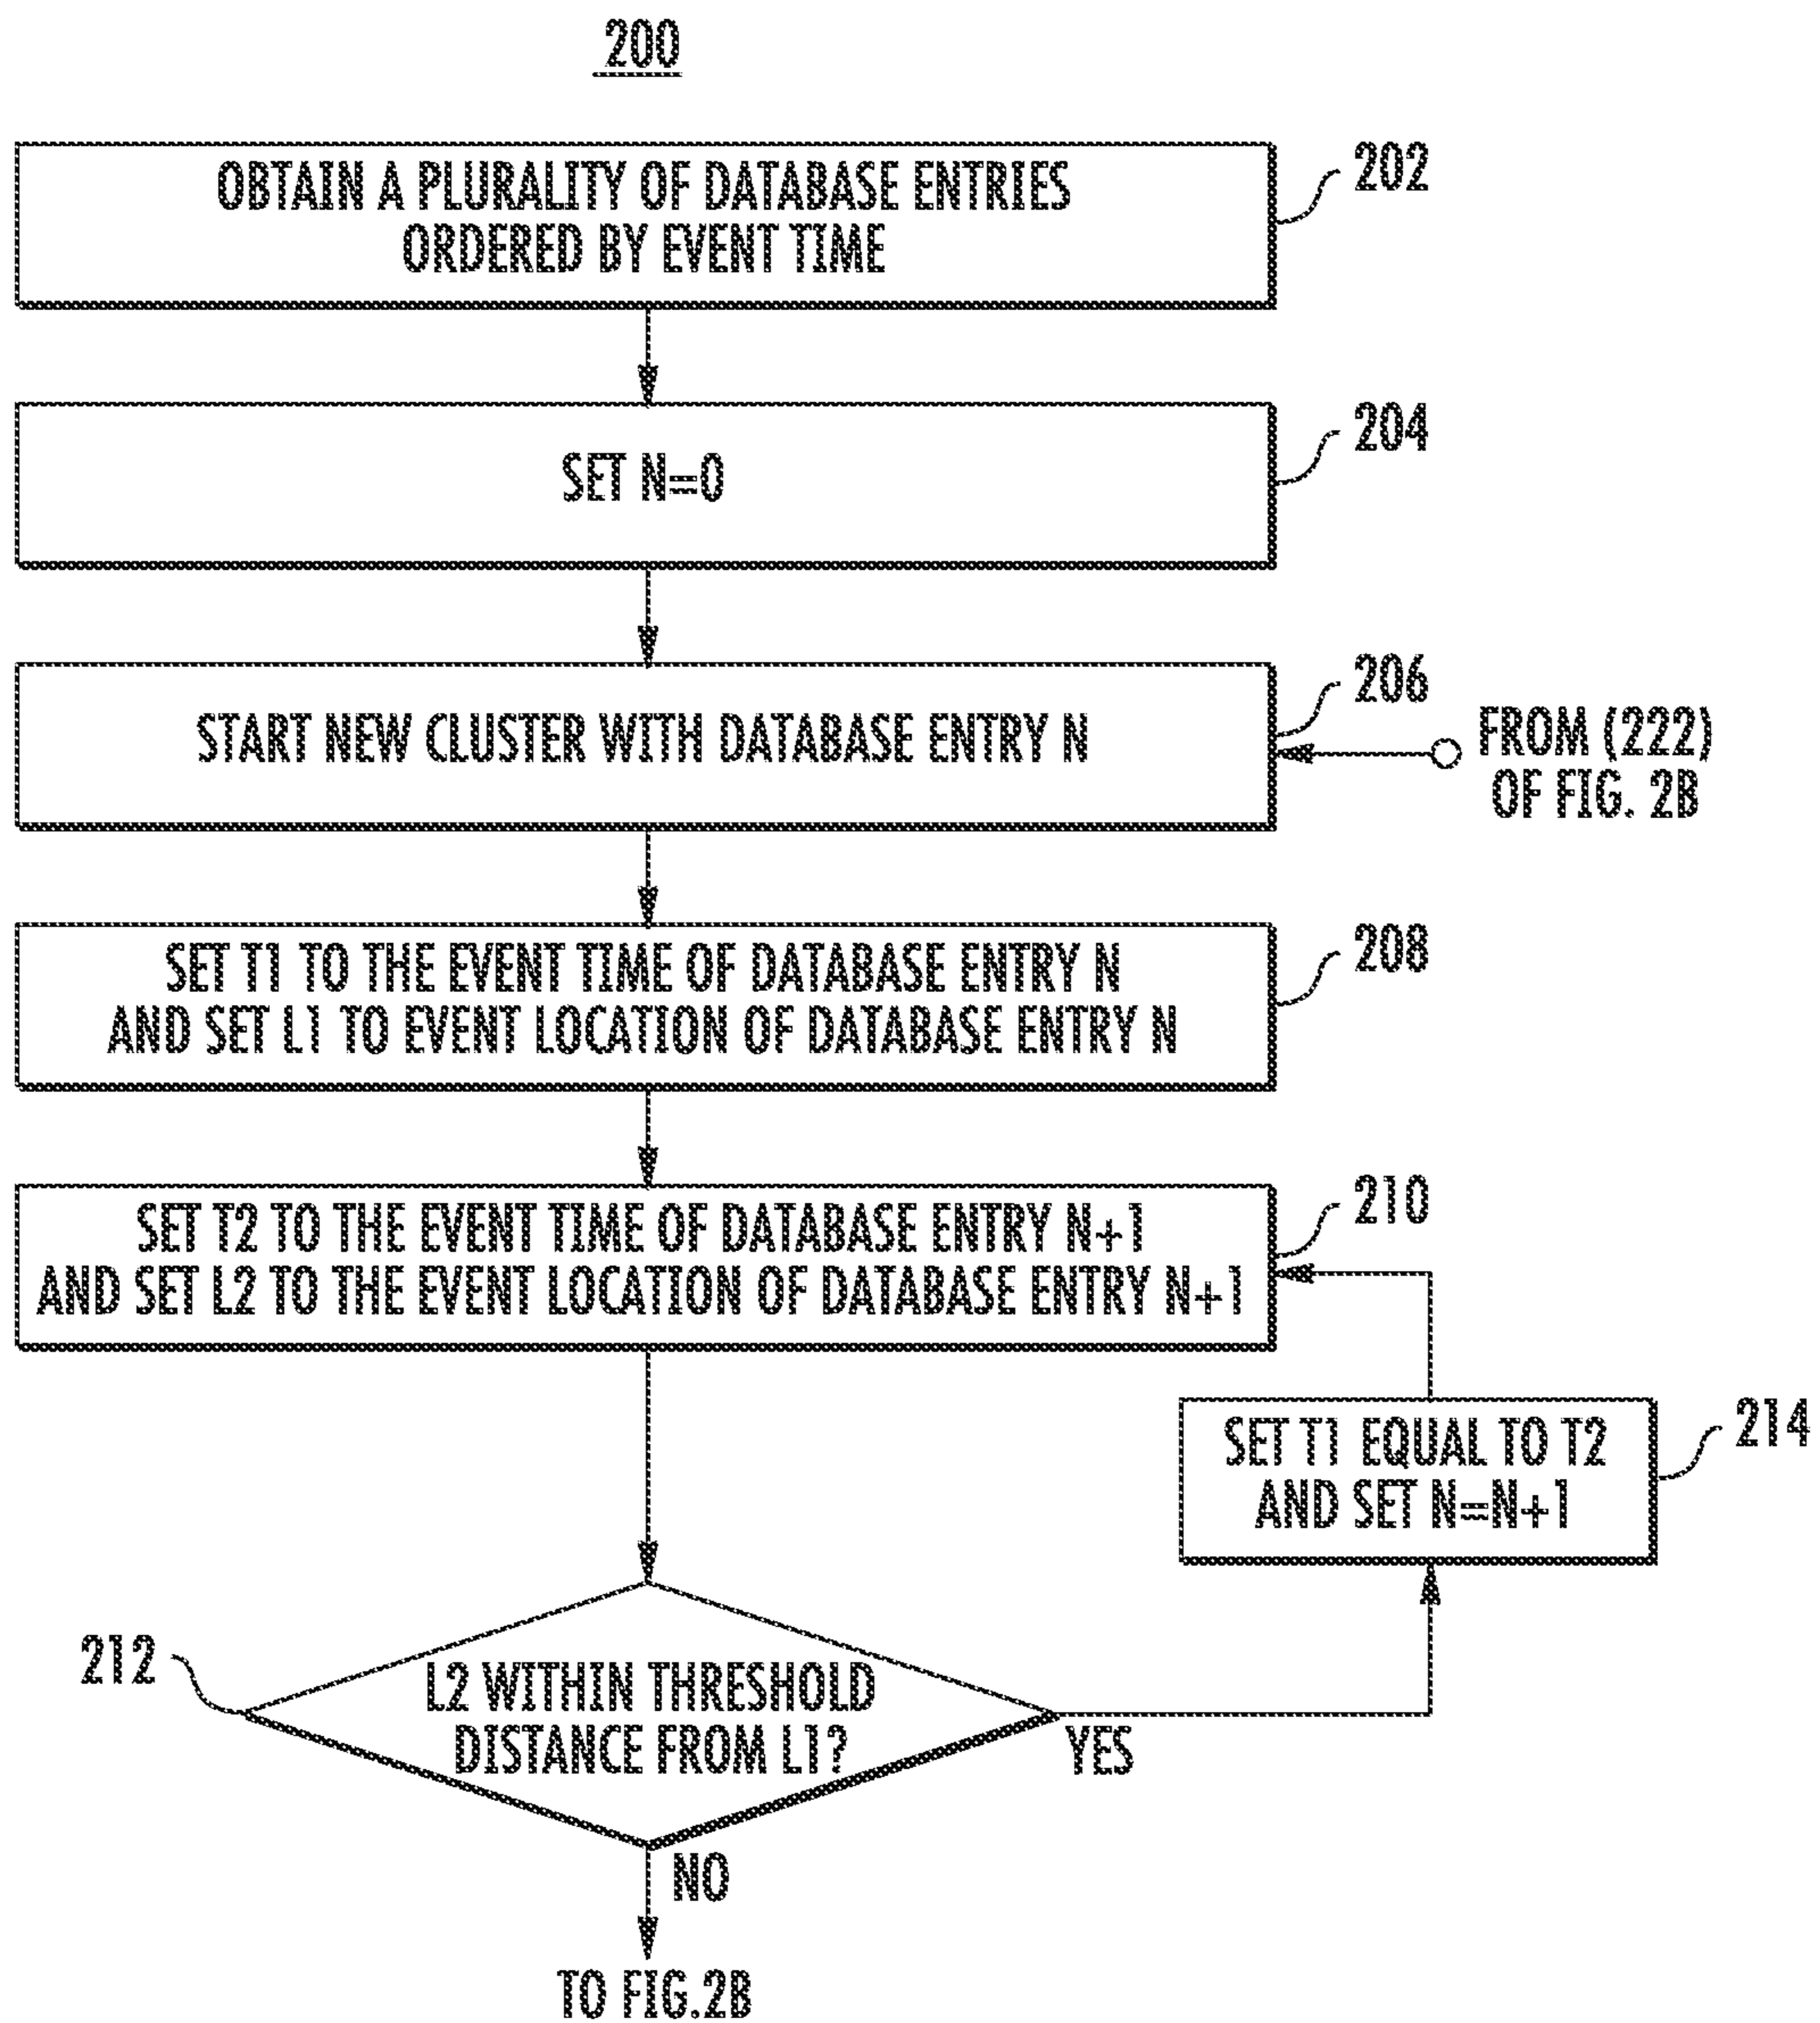 200
OBTAIN A PLURALITY OF DATABASE ENTRIES
ORDERED BY EVENT TIME
202
SET N=0
204
START NEW CLUSTER WITH DATABASE ENTRY N
206
FROM (222)
OF FIG. 2B
SET T1 TO THE EVENT TIME OF DATABASE ENTRY N
AND SET L1 TO EVENT LOCATION OF DATABASE ENTRY N
208
SET T2 TO THE EVENT TIME OF DATABASE ENTRY N+1
AND SET L2 TO THE EVENT LOCATION OF DATABASE ENTRY N+1
210
SET T1 EQUAL TO T2
AND SET N=N+1
214
212
L2 WITHIN THRESHOLD
DISTANCE FROM L1?
YES
NO
TO FIG.2B